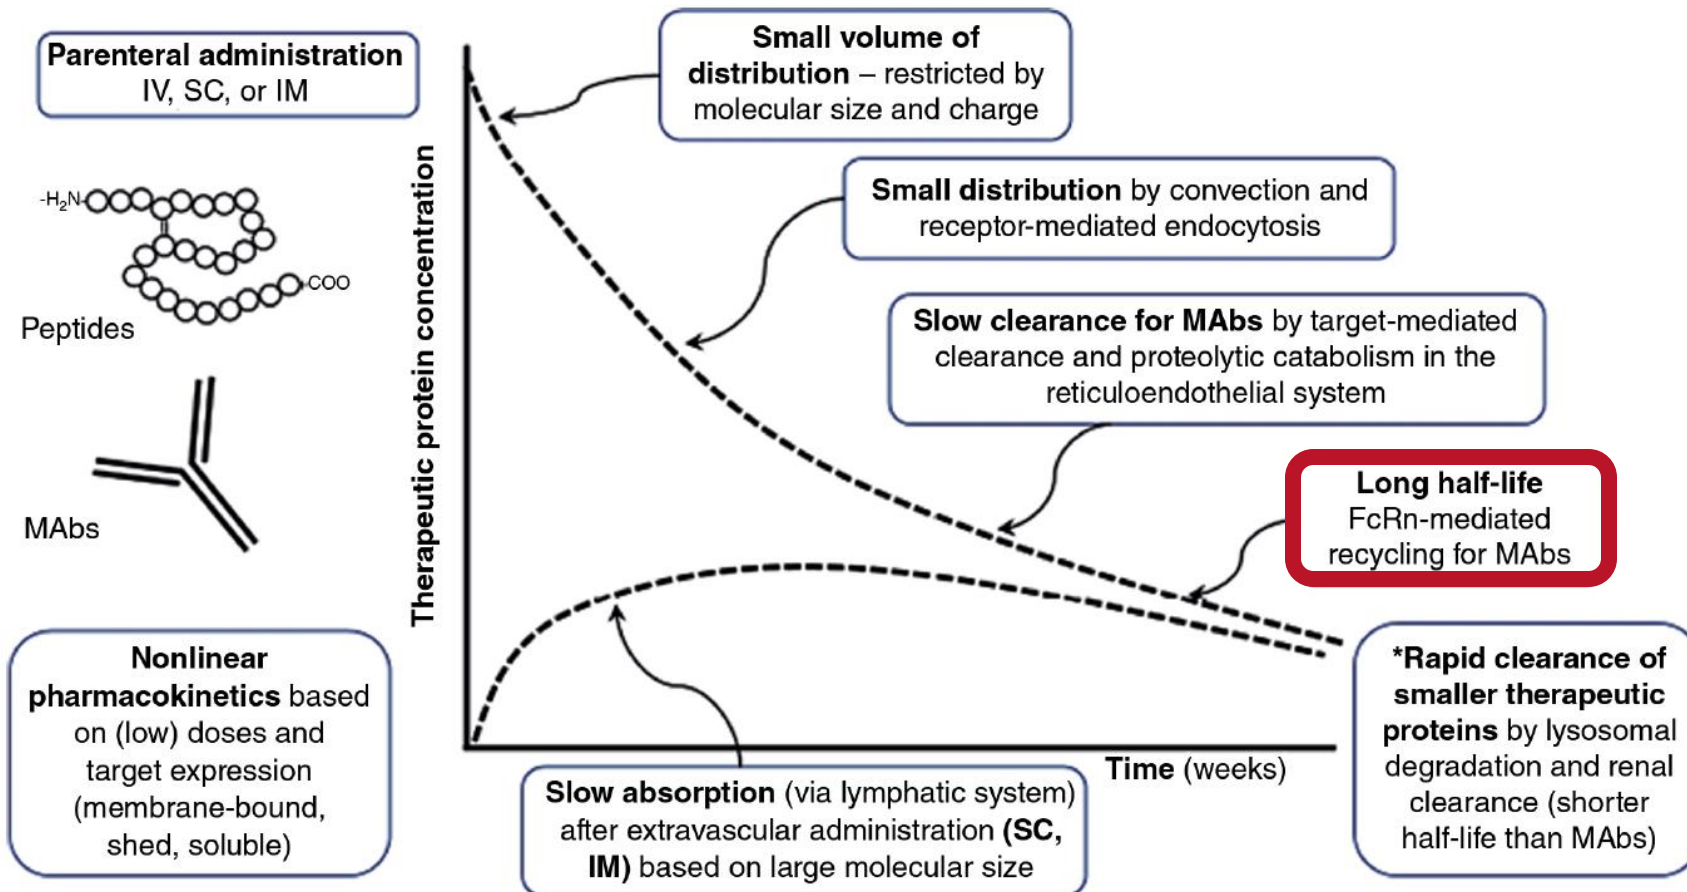 Parenteral administration
IV, SC, or IM
-H2N
COO
Peptides
MAbs
Nonlinear
pharmacokinetics based
on (low) doses and
target expression
(membrane-bound,
shed, soluble)
Therapeutic protein concentration
Small volume of
distribution – restricted by
molecular size and charge
Small distribution by convection and
receptor-mediated endocytosis
Slow clearance for MAbs by target-mediated
clearance and proteolytic catabolism in the
reticuloendothelial system
Long half-life
FcRn-mediated
recycling for MAbs
Time (weeks)
Slow absorption (via lymphatic system)
after extravascular administration (SC,
IM) based on large molecular size
*Rapid clearance of
smaller therapeutic
proteins by lysosomal
degradation and renal
clearance (shorter
half-life than MAbs)